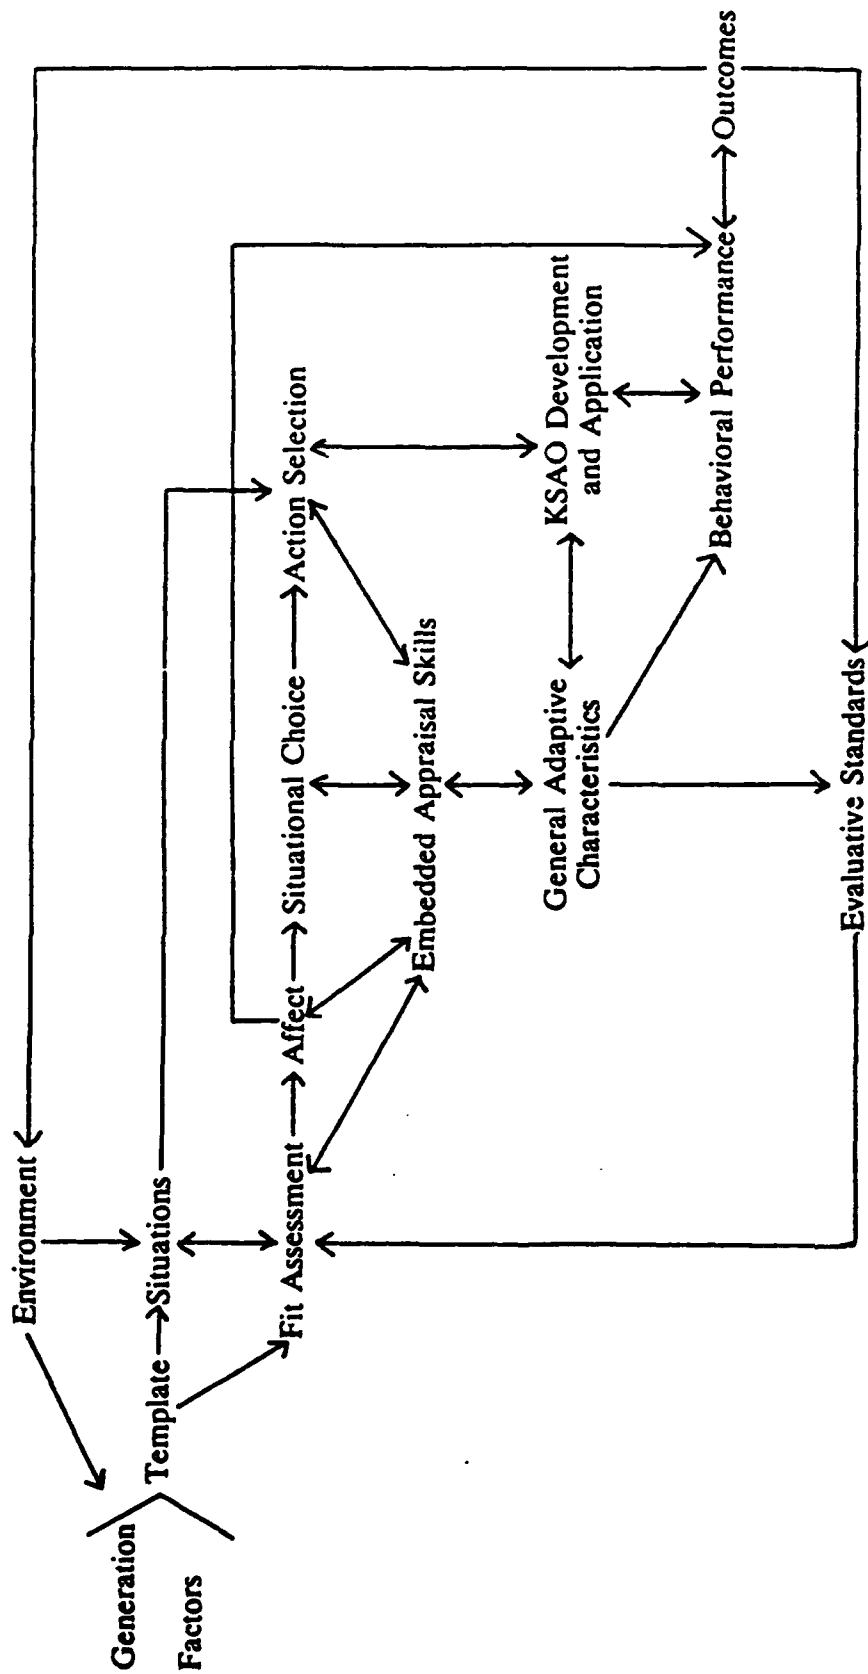 Environment
Generation
Factors
Template
Situations
Fit Assessment
Affect
Situational Choice
Action Selection
Embedded Appraisal Skills
General Adaptive
Characteristics
KSAO Development
and Application
Behavioral Performance
Outcomes
Evaluative Standards